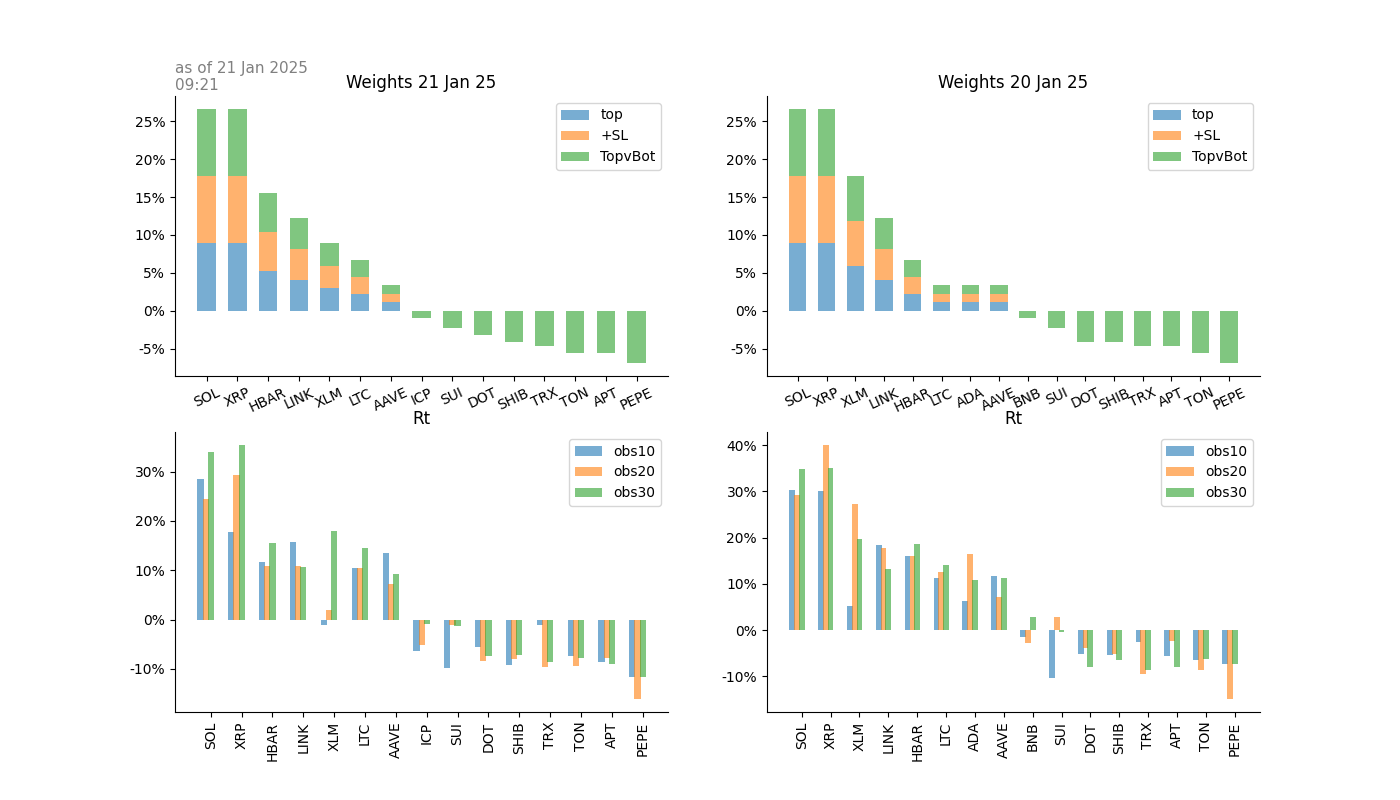 as of 21 Jan 2025
09:21
Weights 21 Jan 25
25%
20%
15%
10%
5%
0%
-5%
top
+SL
TopvBot
SOL XRP HBAR LINK XLM LTC AAVE ICP SUI DOT SHIB TRX TON APT PEPE
Weights 20 Jan 25
25%
20%
15%
10%
5%
0%
-5%
top
+SL
TopvBot
SOL XRP XLM LINK HBAR LTC ADA AAVE BNB SUI DOT SHIB TRX APT TON PEPE
Rt
30%
20%
10%
0%
-10%
obs10
obs20
obs30
SOL XRP HBAR LINK XLM LTC AAVE ICP SUI DOT SHIB TRX TON APT PEPE
Rt
40%
30%
20%
10%
0%
-10%
obs10
obs20
obs30
SOL XRP XLM LINK HBAR LTC ADA AAVE BNB SUI DOT SHIB TRX APT TON PEPE